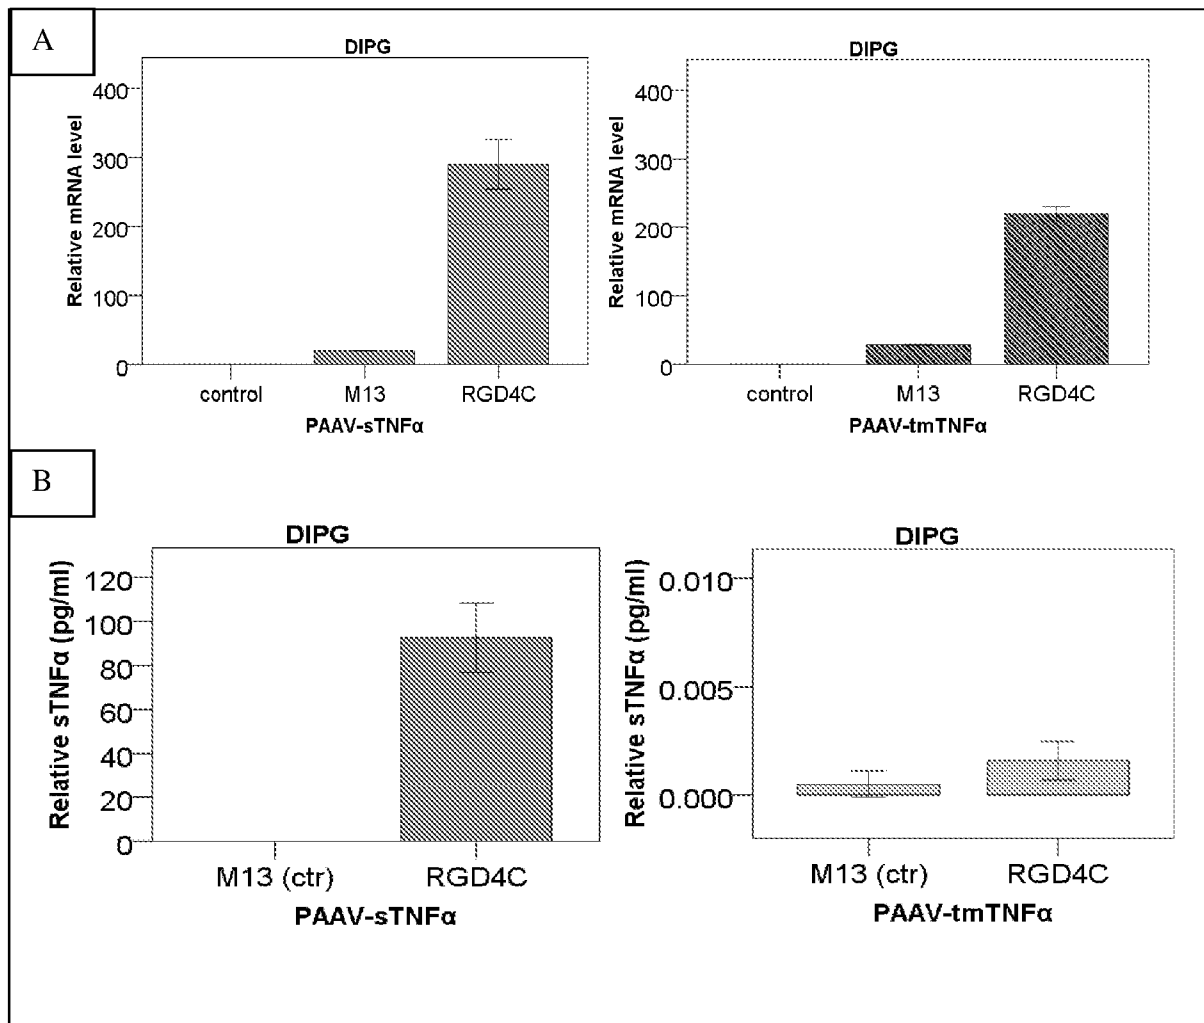 A
DIPG
Relative mRNA level
400
300
200
100
0
control M13 RGD4C
PAAV-sTNFα
DIPG
Relative mRNA level
400
300
200
100
0
control M13 RGD4C
PAAV-tmTNFα
B
DIPG
Relative sTNFα (pg/ml)
120
100
80
60
40
20
0
M13 (ctr) RGD4C
PAAV-sTNFα
DIPG
Relative sTNFα (pg/ml)
0.010
0.005
0.000
M13 (ctr) RGD4C
PAAV-tmTNFα